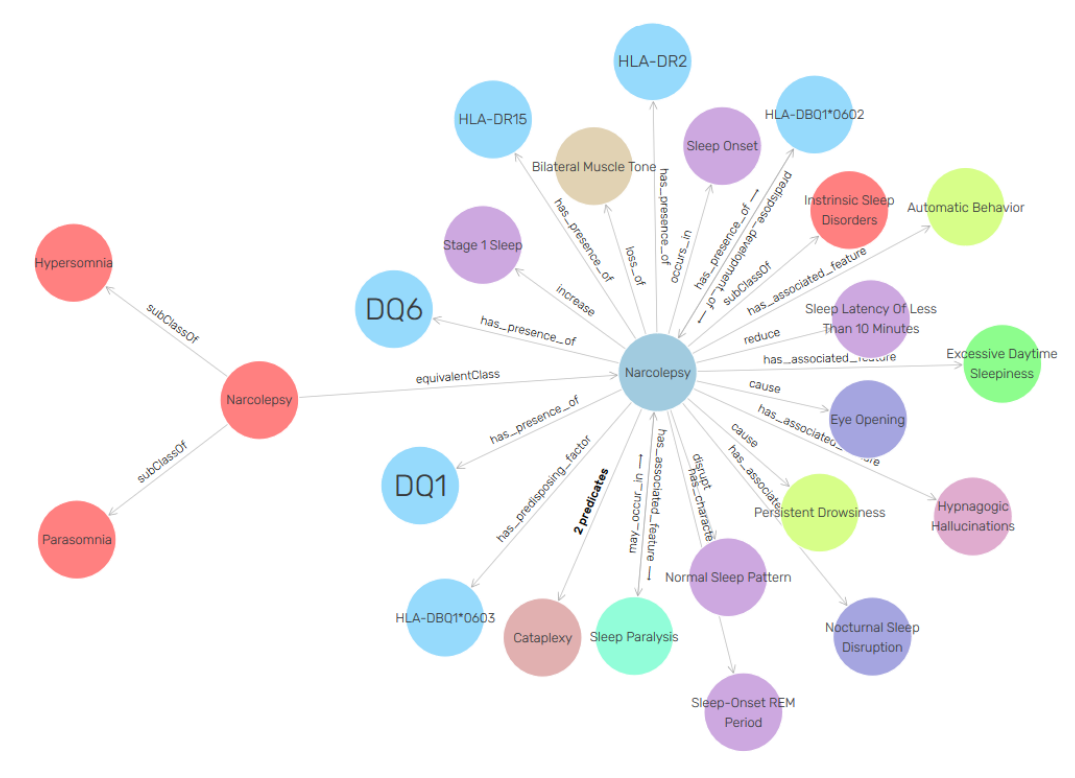 HLA-DR2
HLA-DR15
HLA-DBQ1*0602
Sleep Onset
Bilateral Muscle Tone
Instrinsic Sleep
Disorders
Automatic Behavior
Stage 1 Sleep
Hypersomnia
DQ6
Sleep Latency Of Less
Than 10 Minutes
Excessive Daytime
Sleepiness
Narcolepsy
Narcolepsy
Eye Opening
DQ1
Persistent Drowsiness
Hypnagogic
Hallucinations
Parasomnia
Normal Sleep Pattern
HLA-DBQ1*0603
Cataplexy
Sleep Paralysis
Nocturnal Sleep
Disruption
Sleep-Onset REM
Period
subClassOf
subClassOf
equivalentClass
has_presence_of
has_presence_of
has_presence_of
has_presence_of
increase
loss_of
occurs_in
has_presence_of ⟶
predispose_development_of ⟶
subClassOf
has_associated_feature
reduce
has_associated_feature
cause
has_associated_feature
cause
has_associate
disrupt
has_characte
has_associated_feature ⟶
may_occur_in ⟶
2 predicates
has_predisposing_factor